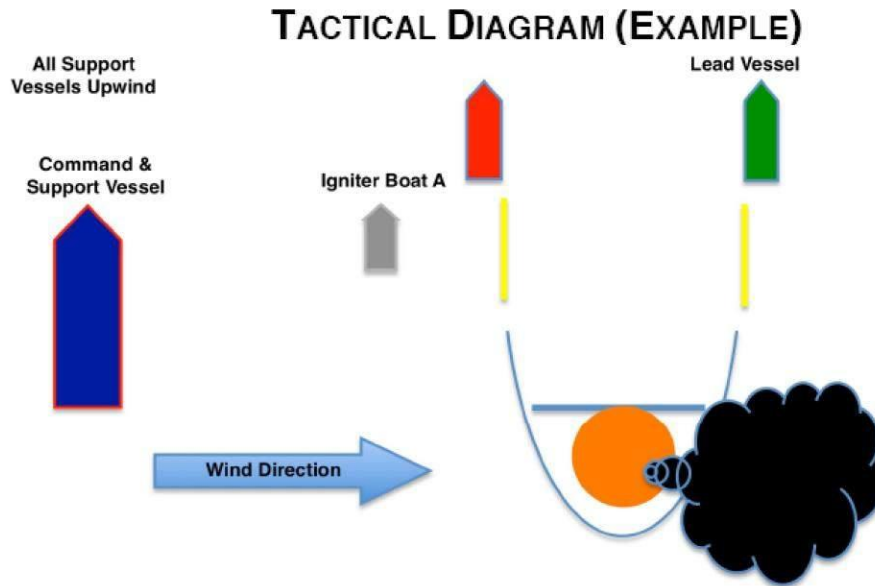 TACTICAL DIAGRAM (EXAMPLE)
All Support
Vessels Upwind
Lead Vessel
Command &
Support Vessel
Igniter Boat A
Wind Direction